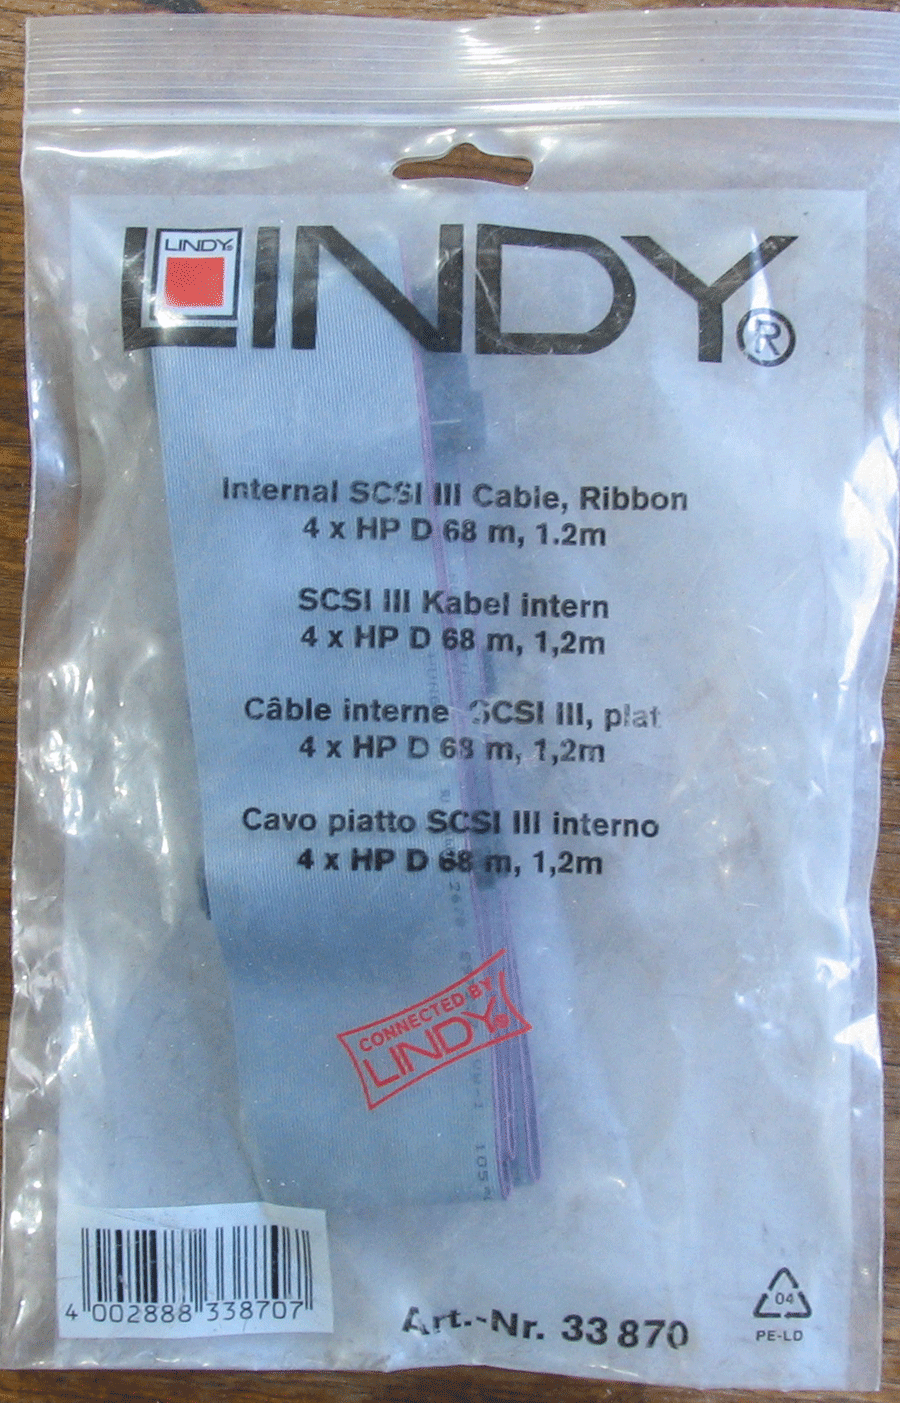 LINDY®
LINDY®
Internal SCSI III Cable, Ribbon
4 x HP D 68 m, 1.2m
SCSI III Kabel intern
4 x HP D 68 m, 1,2m
Câble interne SCSI III, plat
4 x HP D 68 m, 1,2m
Cavo piatto SCSI III interno
4 x HP D 68 m, 1,2m
CONNECTED BY
LINDY®
105
4 002888 338707
Art.-Nr. 33 870
04
PE-LD